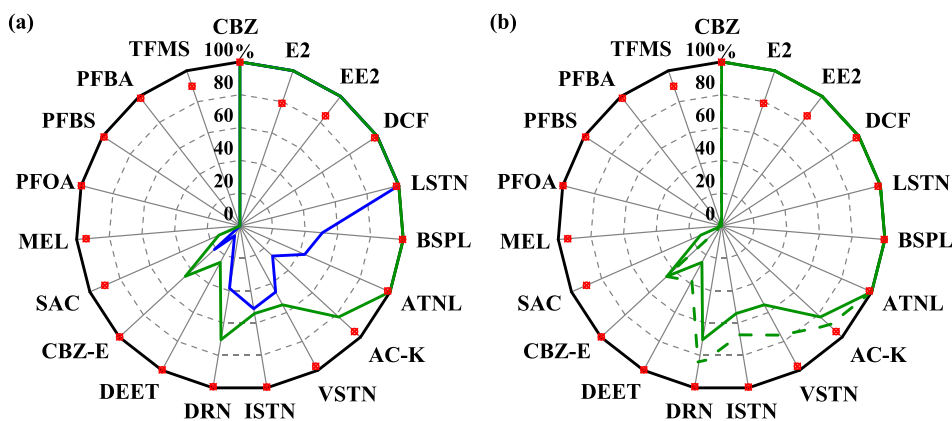 (a)
CBZ
100%
E2
EE2
DCF
LSTN
BSPL
ATNL
AC-K
VSTN
ISTN
DRN
DEET
CBZ-E
SAC
MEL
PFOA
PFBS
PFBA
TFMS
80
60
40
20
0
(b)
CBZ
100%
E2
EE2
DCF
LSTN
BSPL
ATNL
AC-K
VSTN
ISTN
DRN
DEET
CBZ-E
SAC
MEL
PFOA
PFBS
PFBA
TFMS
80
60
40
20
0